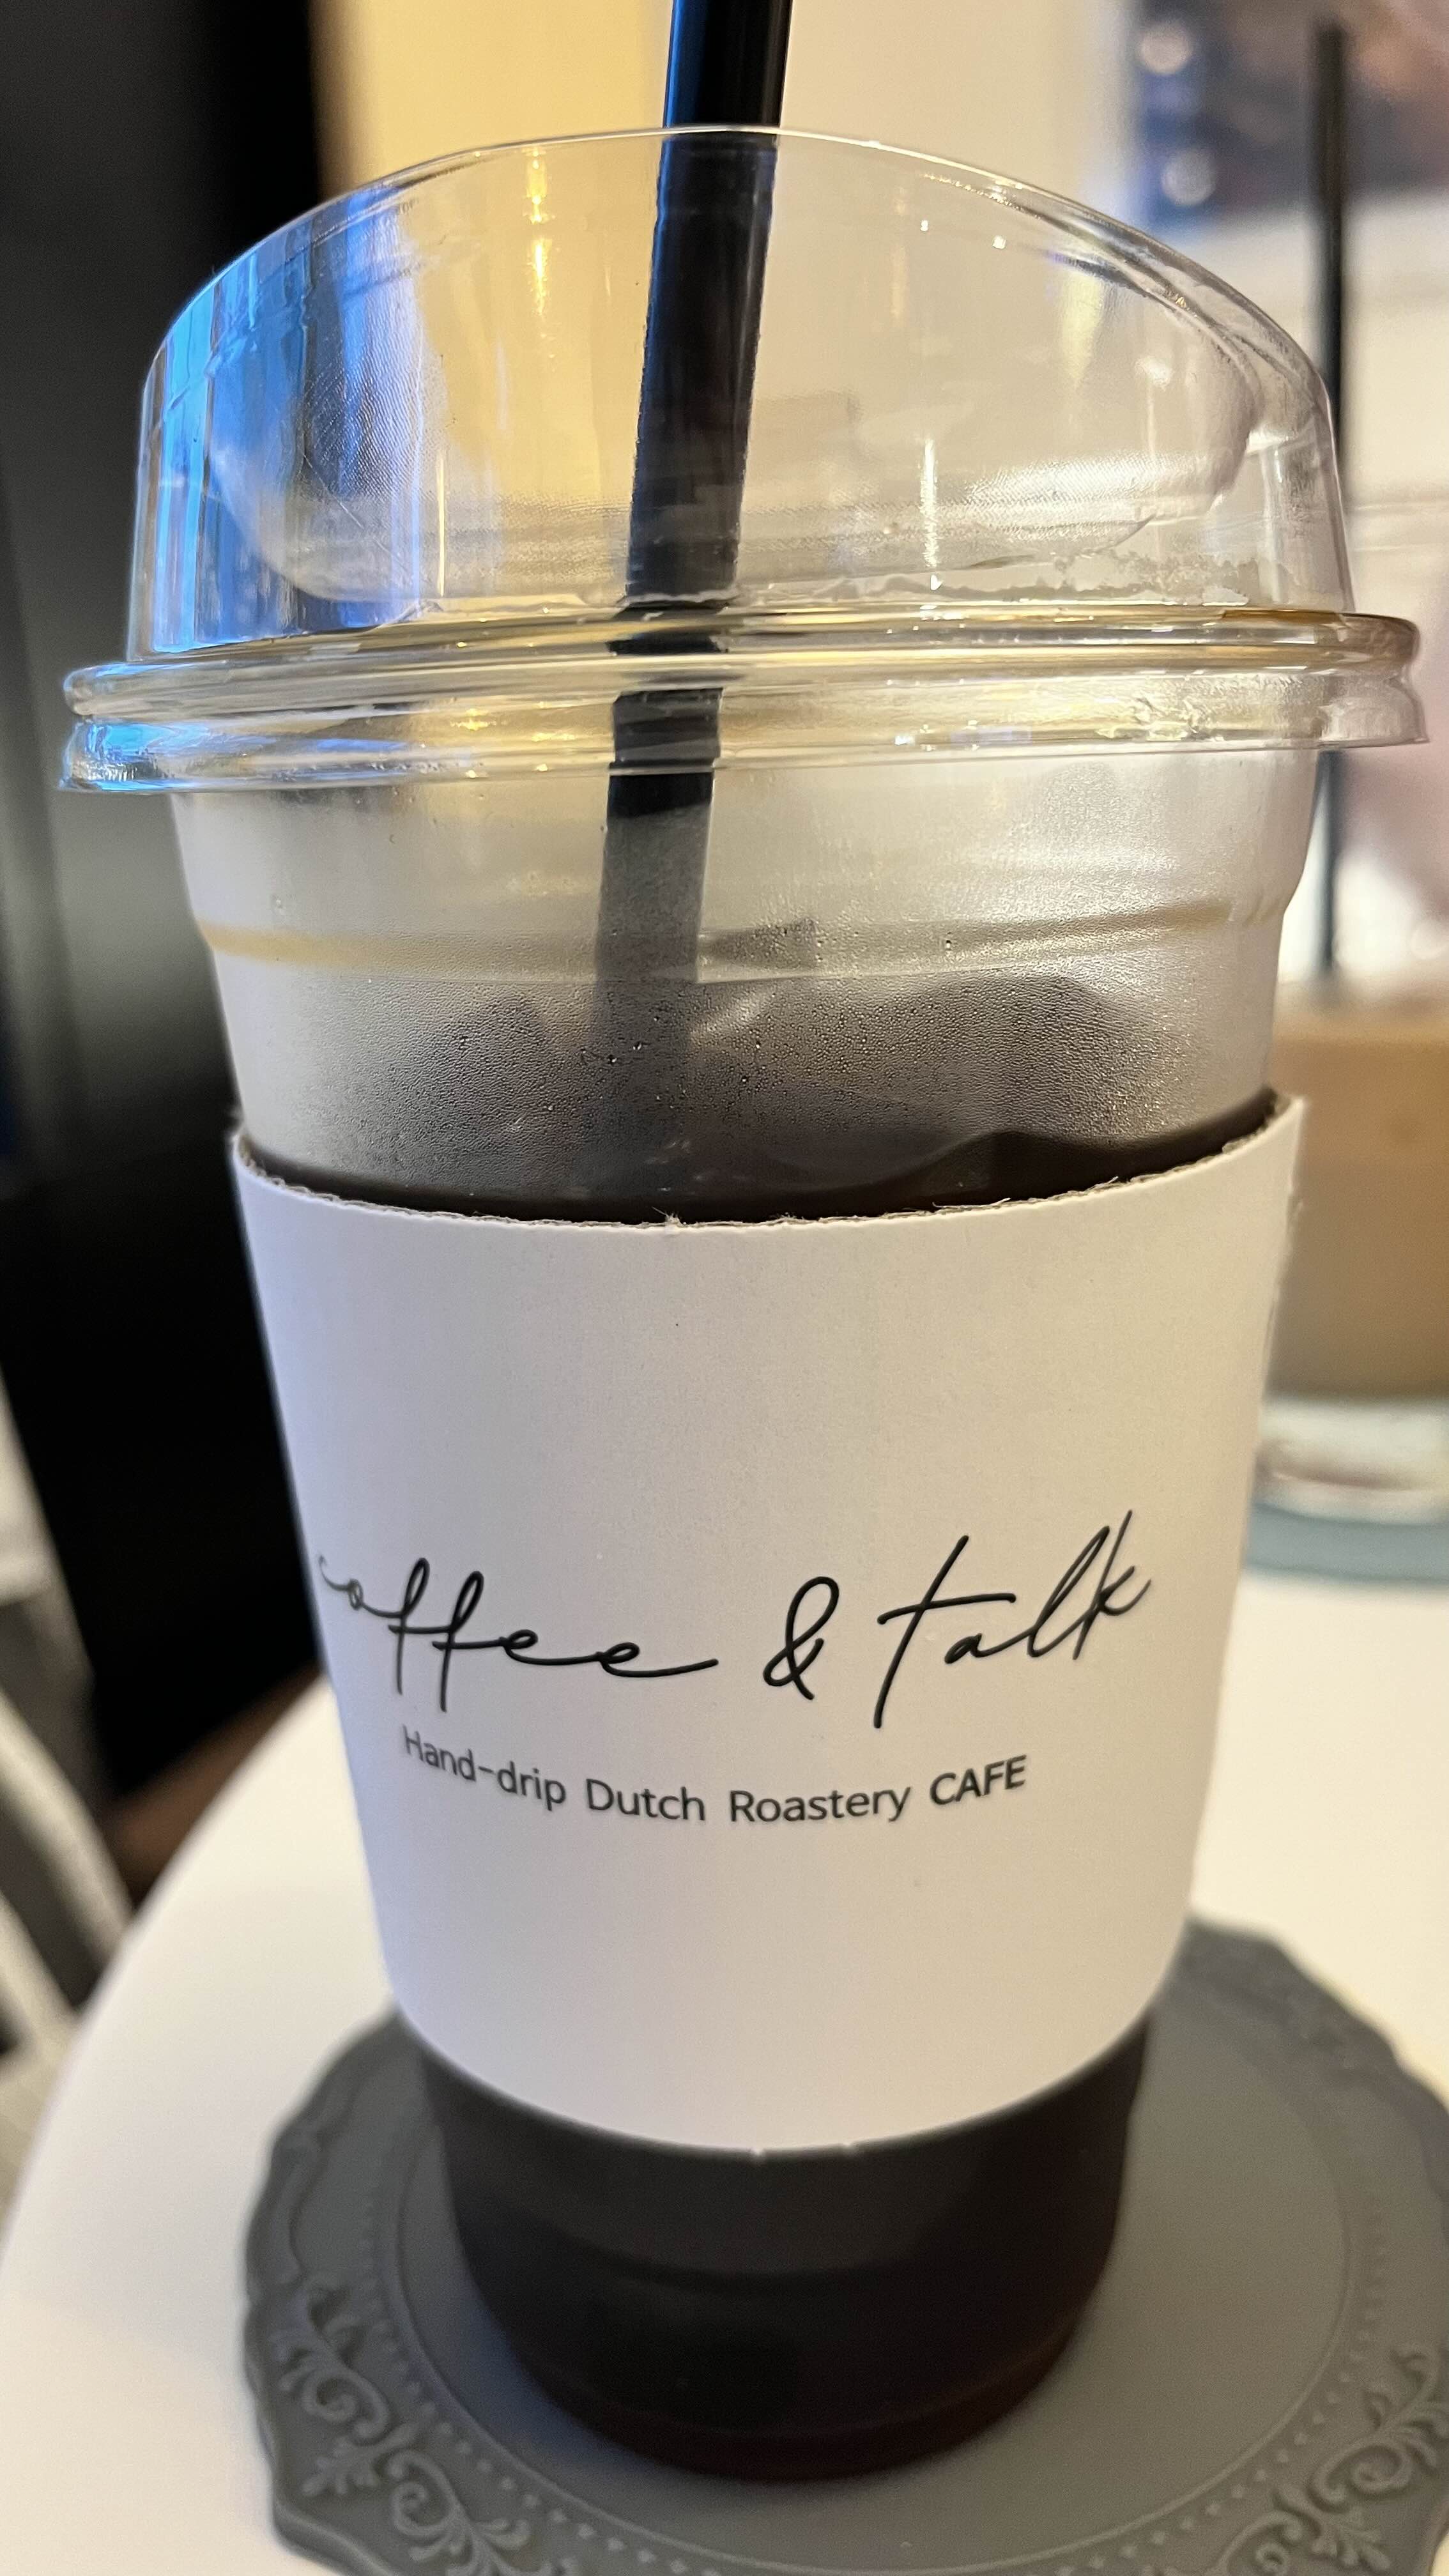 coffee & talk
Hand-drip Dutch Roastery CAFE